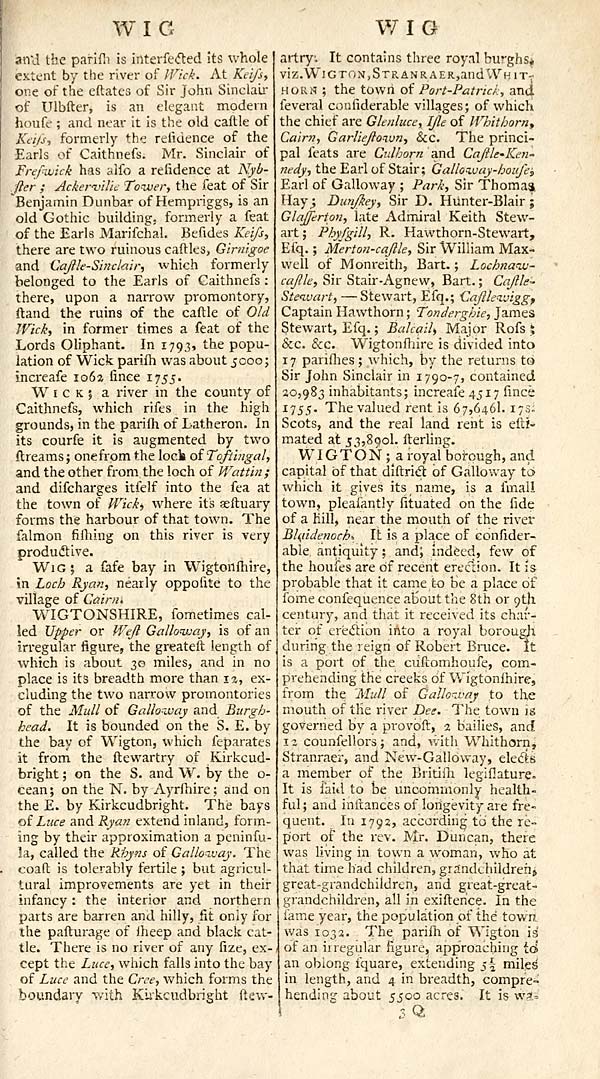 WIG
and the pariſh is interſected its whole
extent by the river of Wick. At Keiſs,
one of the eſtates of Sir John Sinclair
of Ulbſter, is an elegant modern
houſe; and near it is the old caſtle of
Keiſs, formerly the reſidence of the
Earls of Caithneſs. Mr. Sinclair of
Freſwick has alſo a reſidence at Nyb-
ſter; Ackervilie Tower, the ſeat of Sir
Benjamin Dunbar of Hempriggs, is an
old Gothic building, formerly a ſeat
of the Earls Mariſchal. Beſides Keiſs,
there are two ruinous caſtles, Girnigoe
and Caſtle-Sinclair, which formerly
belonged to the Earls of Caithneſs:
there, upon a narrow promontory,
ſtand the ruins of the caſtle of Old
Wick, in former times a ſeat of the
Lords Oliphant. In 1793, the popu-
lation of Wick pariſh was about 5000;
increaſe 1062 ſince 1755.
WICK; a river in the county of
Caithneſs, which riſes in the high
grounds, in the pariſh of Latheron. In
its courſe it is augmented by two
ſtreams; one from the loch of Toftingal,
and the other from the loch of Wattin;
and diſcharges itſelf into the ſea at
the town of Wick, where its æſtuary
forms the harbour of that town. The
ſalmon fiſhing on this river is very
productive.
WIG; a ſafe bay in Wigtonſhire,
in Loch Ryan, nearly oppoſite to the
village of Cairn.
WIGTONSHIRE, ſometimes cal-
led Upper or Weſt Galloway, is of an
irregular figure, the greateſt length of
which is about 30 miles, and in no
place is its breadth more than 12, ex-
cluding the two narrow promontories
of the Mull of Galloway and Burgh-
head. It is bounded on the S. E. by
the bay of Wigton, which ſeparates
it from the ſtewartry of Kirkcud-
bright; on the S. and W. by the o-
cean; on the N. by Ayrſhire; and on
the E. by Kirkcudbright. The bays
of Luce and Ryan extend inland, form-
ing by their approximation a peninſu-
la, called the Rhyns of Galloway. The
coaſt is tolerably fertile; but agricul-
tural improvements are yet in their
infancy: the interior and northern
parts are barren and hilly, fit only for
the paſturage of ſheep and black cat-
tle. There is no river of any ſize, ex-
cept the Luce, which falls into the bay
of Luce and the Cree, which forms the
boundary with Kirkcudbright ſtew-
WIG
artry. It contains three royal burghs,
viz. WIGTON, STRANRAER, and WHIT-
HORN; the town of Port-Patrick, and
ſeveral conſiderable villages; of which
the chief are Glenluce, Iſle of Whithorn,
Cairn, Garlieſtown, &c. The princi-
pal ſeats are Culhorn and Caſtle-Ken-
nedy, the Earl of Stair; Galloway-houſe,
Earl of Galloway; Park, Sir Thomas
Hay; Dunſkey, Sir D. Hunter-Blair;
Glaſſerton, late Admiral Keith Stew-
art; Phyſgill, R. Hawthorn-Stewart,
Eſq.; Merton-caſtle, Sir William Max-
well of Monreith, Bart.; Lochnaw-
caſtle, Sir Stair-Agnew, Bart.; Caſtle-
Stewart, — Stewart, Eſq.; Caſtlewigg,
Captain Hawthorn; Tonderghie, James
Stewart, Eſq.; Balcail, Major Roſs;
&c. &c. Wigtonſhire is divided into
17 pariſhes; which, by the returns to
Sir John Sinclair in 1790-7, contained
20,983 inhabitants; increaſe 4517 ſince
1755. The valued rent is 67,646l. 17s.
Scots, and the real land rent is eſti-
mated at 53,890l. ſterling.
WIGTON; a royal borough, and
capital of that diſtrict of Galloway to
which it gives its name, is a ſmall
town, pleaſantly ſituated on the ſide
of a hill, near the mouth of the river
Blaidenoch. It is a place of conſider-
able antiquity; and, indeed, few of
the houſes are of recent erection. It is
probable that it came to be a place of
ſome conſequence about the 8th or 9th
century, and that it received its char-
ter of erection into a royal borough
during the reign of Robert Bruce. It
is a port of the cuſtomhouſe, com-
prehending the creeks of Wigtonſhire,
from the Mull of Galloway to the
mouth of the river Dee. The town is
governed by a provoſt, 2 bailies, and
12 counſellors; and, with Whithorn,
Stranraer, and New-Galloway, elects
a member of the Britiſh legiſlature.
It is ſaid to be uncommonly health-
ful; and inſtances of longevity are fre-
quent. In 1792, according to the re-
port of the rev. Mr. Duncan, there
was living in town a woman, who at
that time had children, grandchildren,
great-grandchildren, and great-great-
grandchildren, all in exiſtence. In the
ſame year, the population of the town
was 1032. The pariſh of Wigton is
of an irregular figure, approaching to
an oblong ſquare, extending 5½ miles
in length, and 4 in breadth, compre-
hending about 5500 acres. It is wa-
3 Q